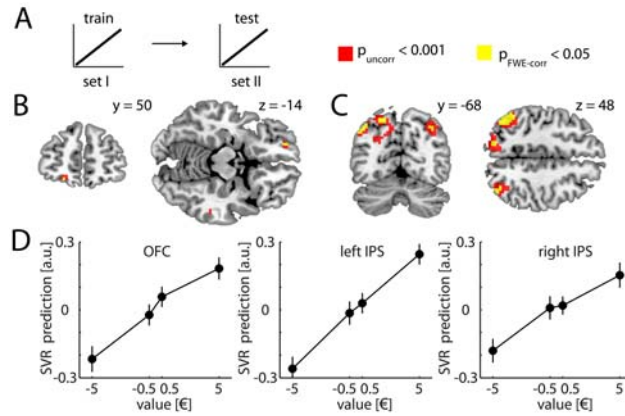 A
train
test
set I
set II
p uncorr < 0.001
p FWE-corr < 0.05
B
y = 50
z = -14
C
y = -68
z = 48
D
SVR prediction [a.u.]
0.3
0
-0.3
OFC
-5
-0.5
0.5
5
value [€]
SVR prediction [a.u.]
0.3
0
-0.3
left IPS
-5
-0.5
0.5
5
value [€]
SVR prediction [a.u.]
0.3
0
-0.3
right IPS
-5
-0.5
0.5
5
value [€]